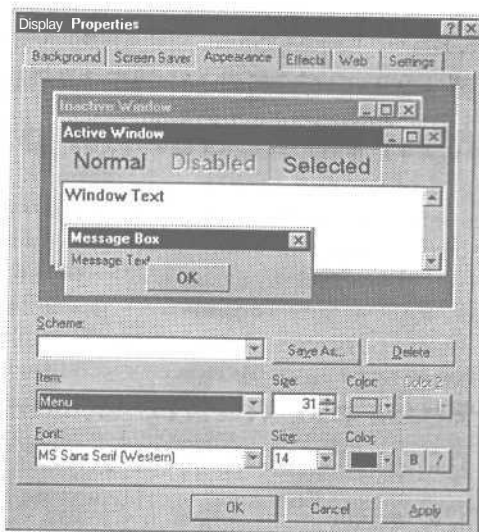 Display Properties
Background Screen Saver Appearance Effects Web Settings
Inactive Window
Active Window
Normal Disabled Selected
Window Text
Message Box
Message Text
OK
Scheme:
Save As... Delete
Item: Size: Color: Color 2
Menu 31
Font: Size: Color:
MS Sans Serif (Western) 14 B /
OK Cancel Apply